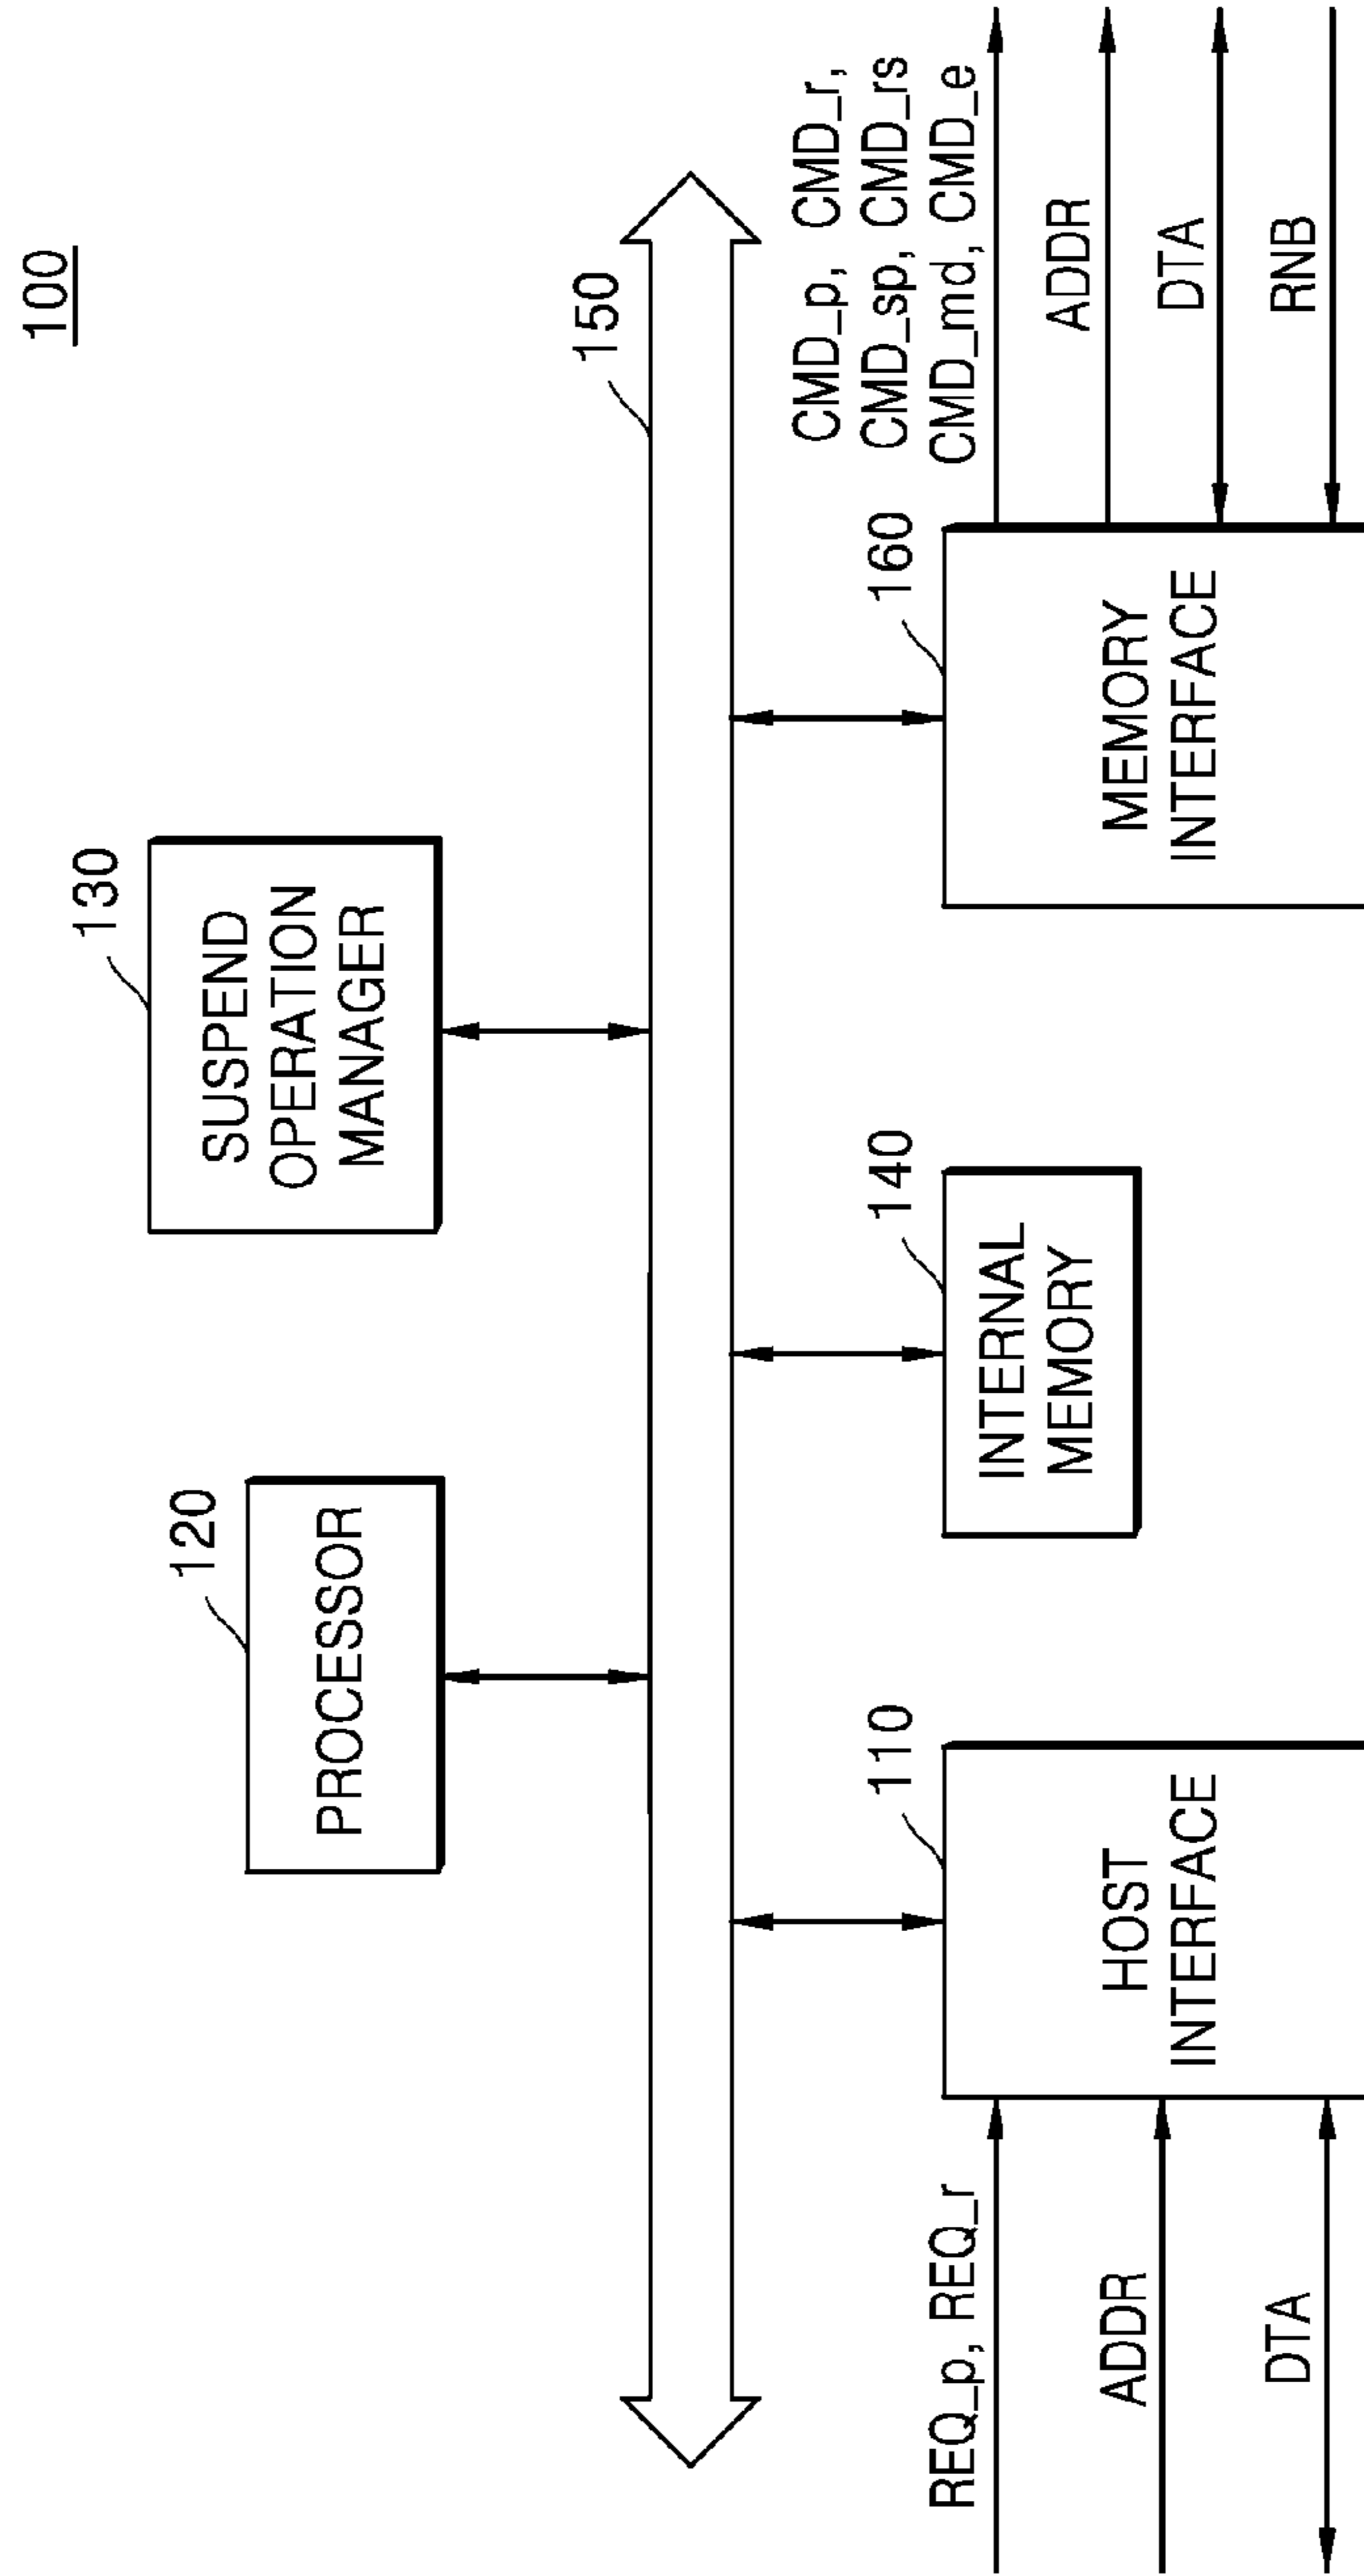 100
130
SUSPEND
OPERATION
MANAGER
120
PROCESSOR
150
110
HOST
INTERFACE
140
INTERNAL
MEMORY
160
MEMORY
INTERFACE
REQ_p, REQ_r
ADDR
DTA
CMD_p, CMD_r,
CMD_sp, CMD_rs
CMD_md, CMD_e
ADDR
DTA
RNB